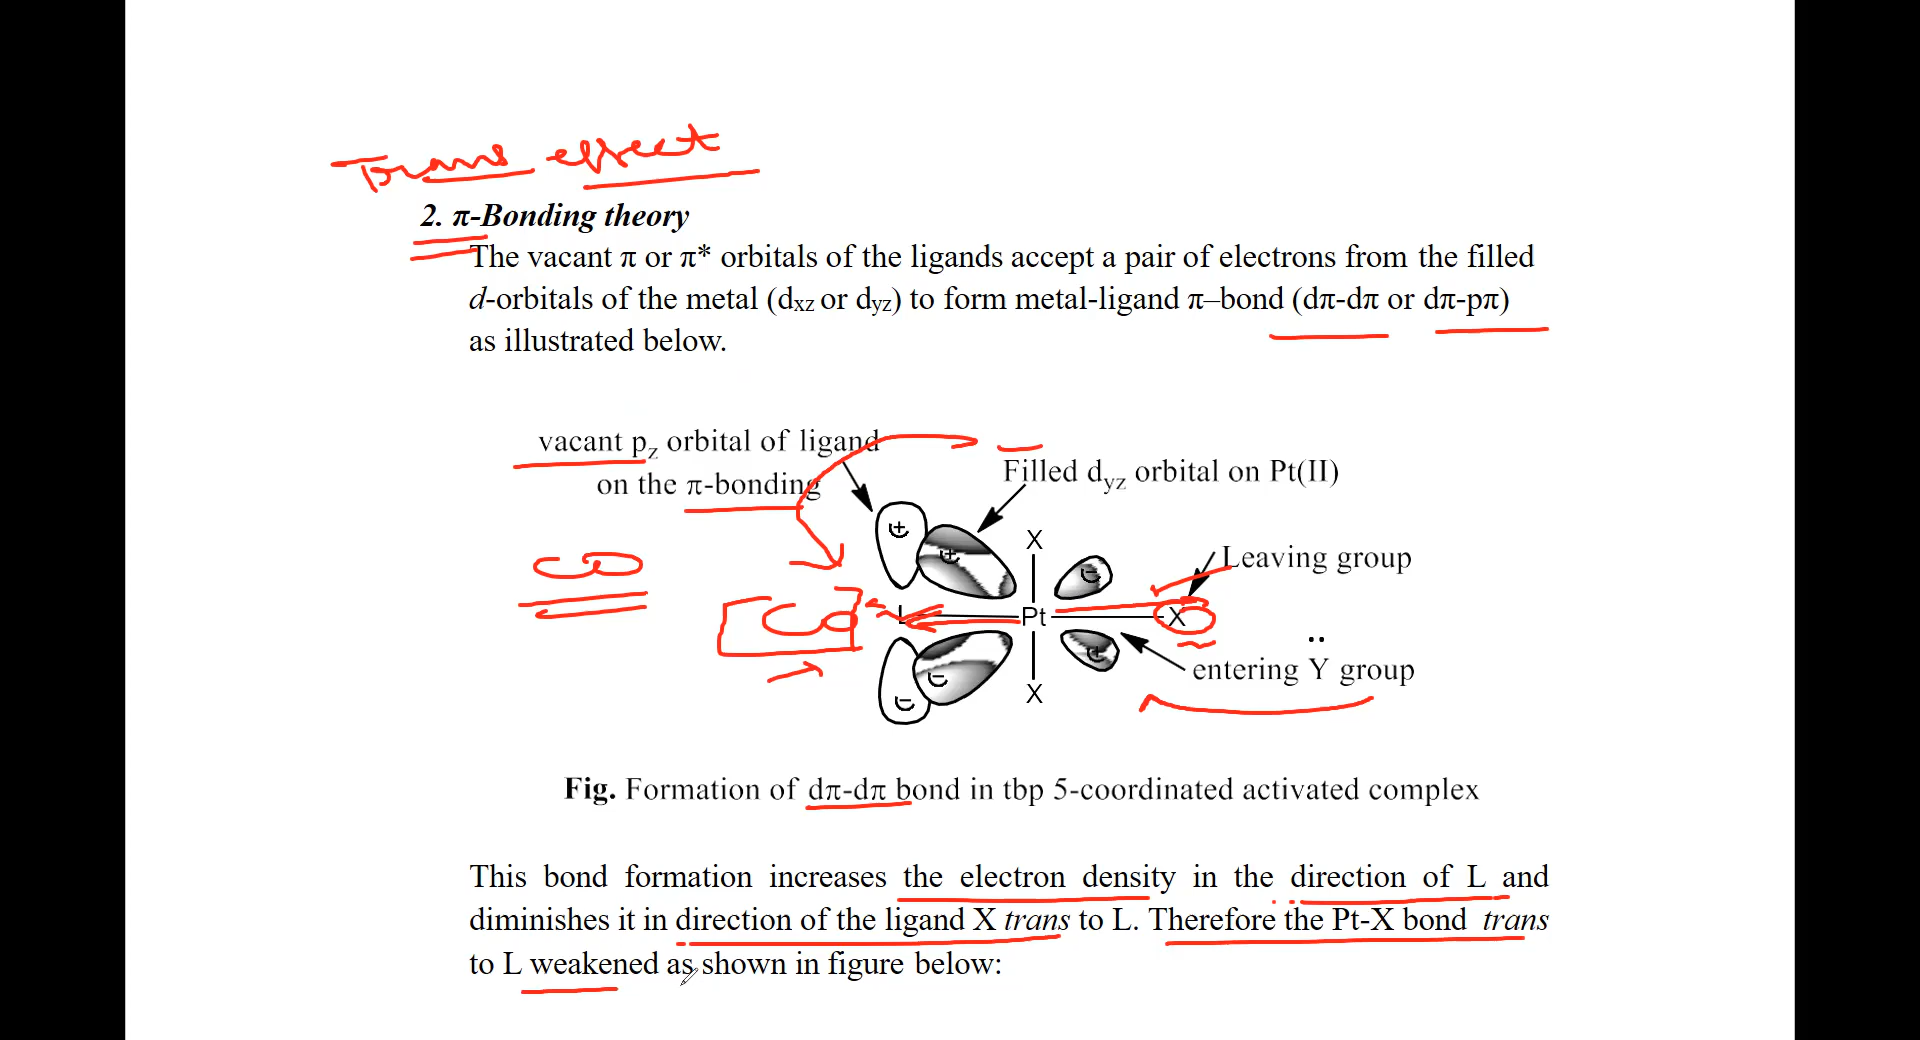 Trans effect
2. π-Bonding theory
The vacant π or π* orbitals of the ligands accept a pair of electrons from the filled
d-orbitals of the metal (dxz or dyz) to form metal-ligand π–bond (dπ-dπ or dπ-pπ)
as illustrated below.
vacant pz orbital of ligand
on the π-bonding
Filled dyz orbital on Pt(II)
X
Leaving group
CO
CO
L
Pt
X
entering Ÿ group
X
Fig. Formation of dπ-dπ bond in tbp 5-coordinated activated complex
This bond formation increases the electron density in the direction of L and
diminishes it in direction of the ligand X trans to L. Therefore the Pt-X bond trans
to L weakened as shown in figure below: